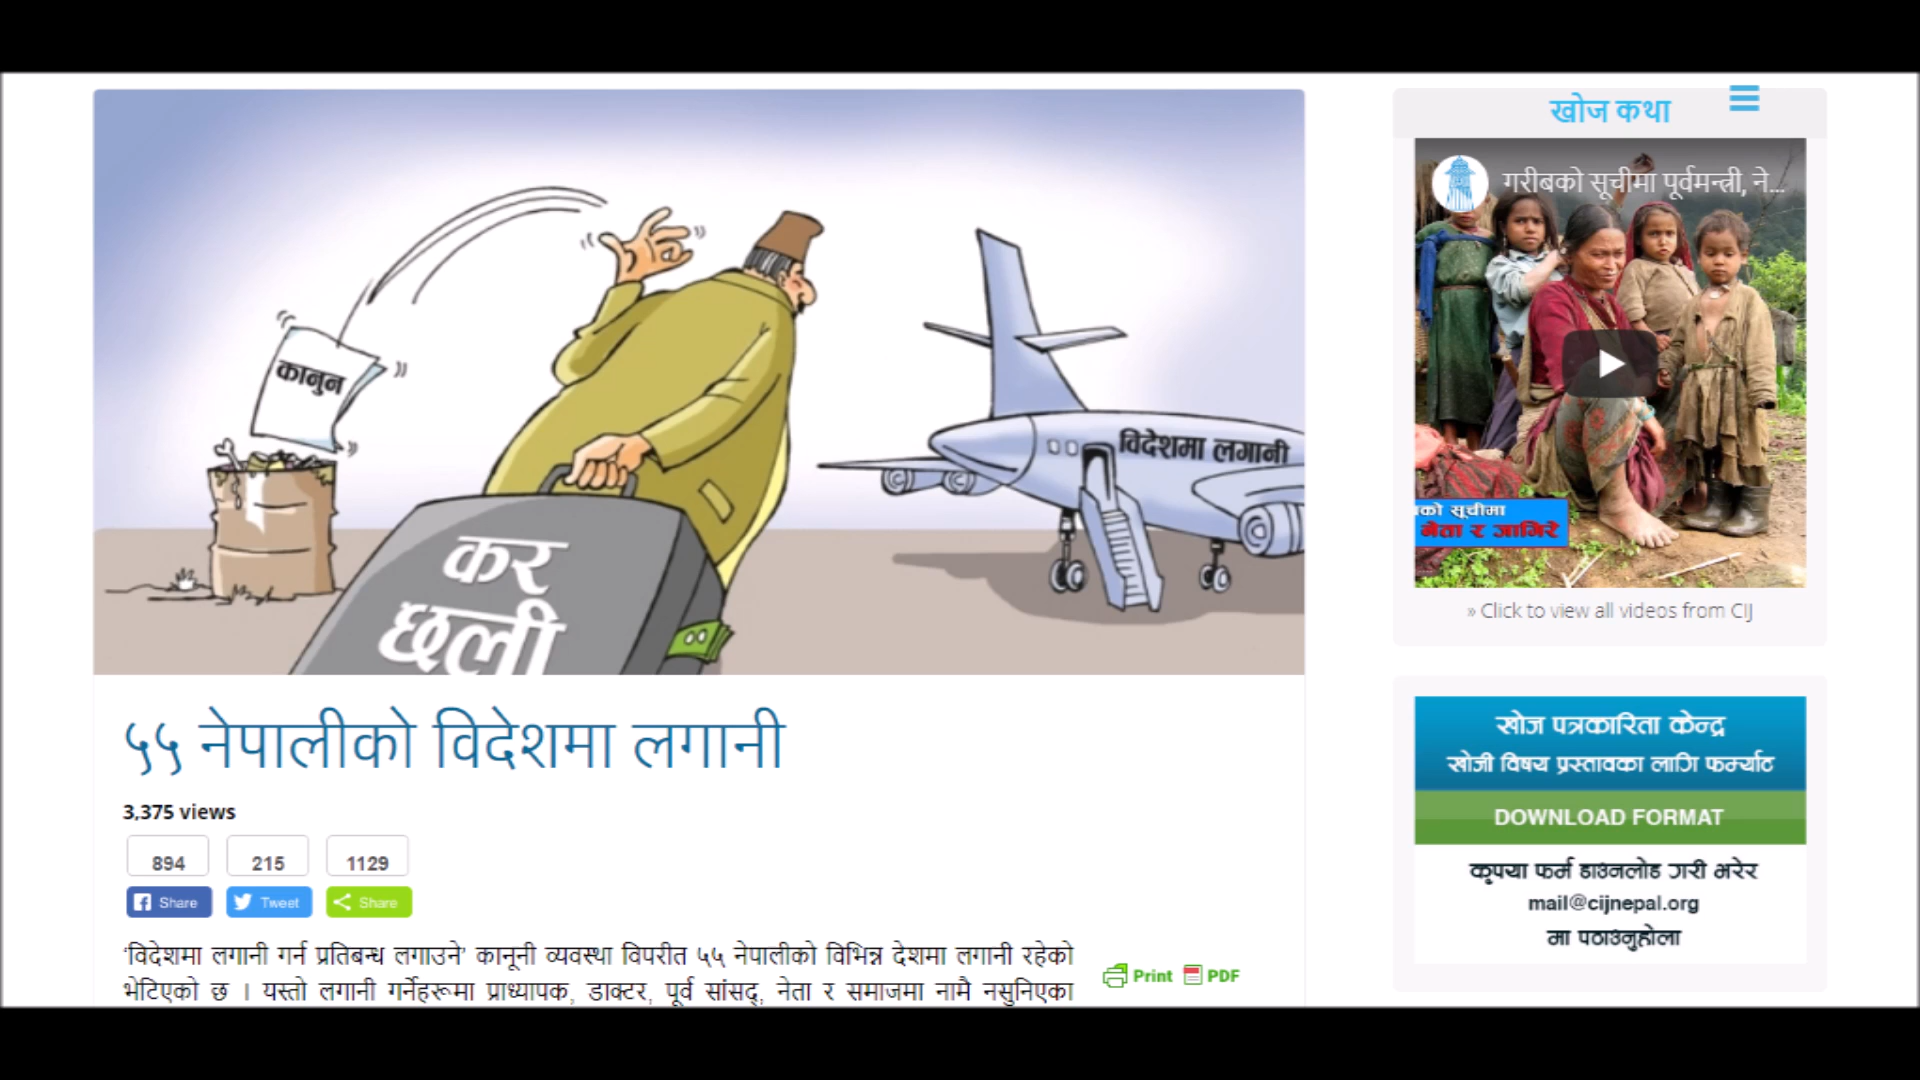 कानुन
विदेशमा लगानी
कर
छली
५५ नेपालीको विदेशमा लगानी
3,375 views
894 215 1129
Share Tweet Share
‘विदेशमा लगानी गर्न प्रतिबन्ध लगाउने’ कानूनी व्यवस्था विपरीत ५५ नेपालीको विभिन्न देशमा लगानी रहेको
भेटिएको छ । यस्तो लगानी गर्नेहरूमा प्राध्यापक, डाक्टर, पूर्व सांसद्, नेता र समाजमा नामै नसुनिएका
Print PDF
खोज कथा
गरीबको सूचीमा पूर्वमन्त्री, ने...
को सूचीमा
नेता र जागिरे
» Click to view all videos from CIJ
खोज पत्रकारिता केन्द्र
खोजी विषय प्रस्तावका लागि फर्म्याट
DOWNLOAD FORMAT
कृपया फर्म डाउनलोड गरी भरेर
mail@cijnepal.org
मा पठाउनुहोला